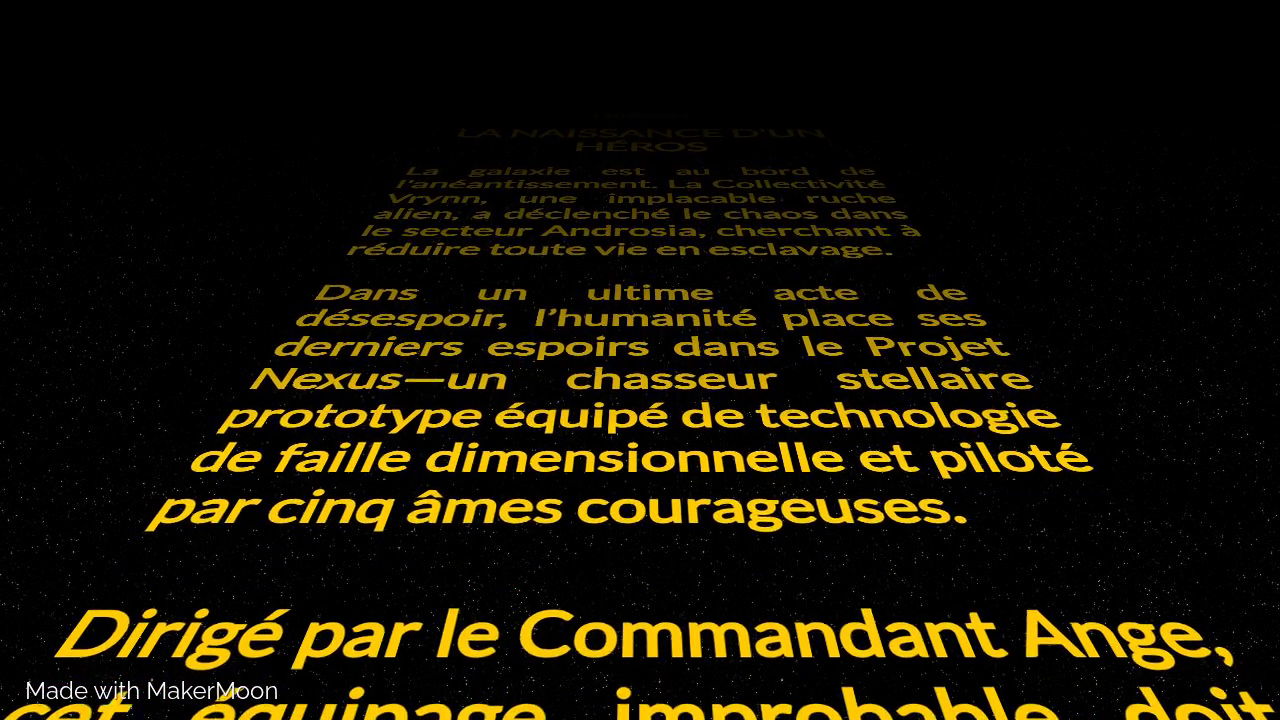 LA NAISSANCE D'UN
HÉROS
La galaxie est au bord de
l'anéantissement. La Collectivité
Vrynn, une implacable ruche
alien, a déclenché le chaos dans
le secteur Androsia, cherchant à
réduire toute vie en esclavage.
Dans un ultime acte de
désespoir, l’humanité place ses
derniers espoirs dans le Projet
Nexus—un chasseur stellaire
prototype équipé de technologie
de faille dimensionnelle et piloté
par cinq âmes courageuses.
Dirigé par le Commandant Ange,
cet équipage improbable doit
Made with MakerMoon